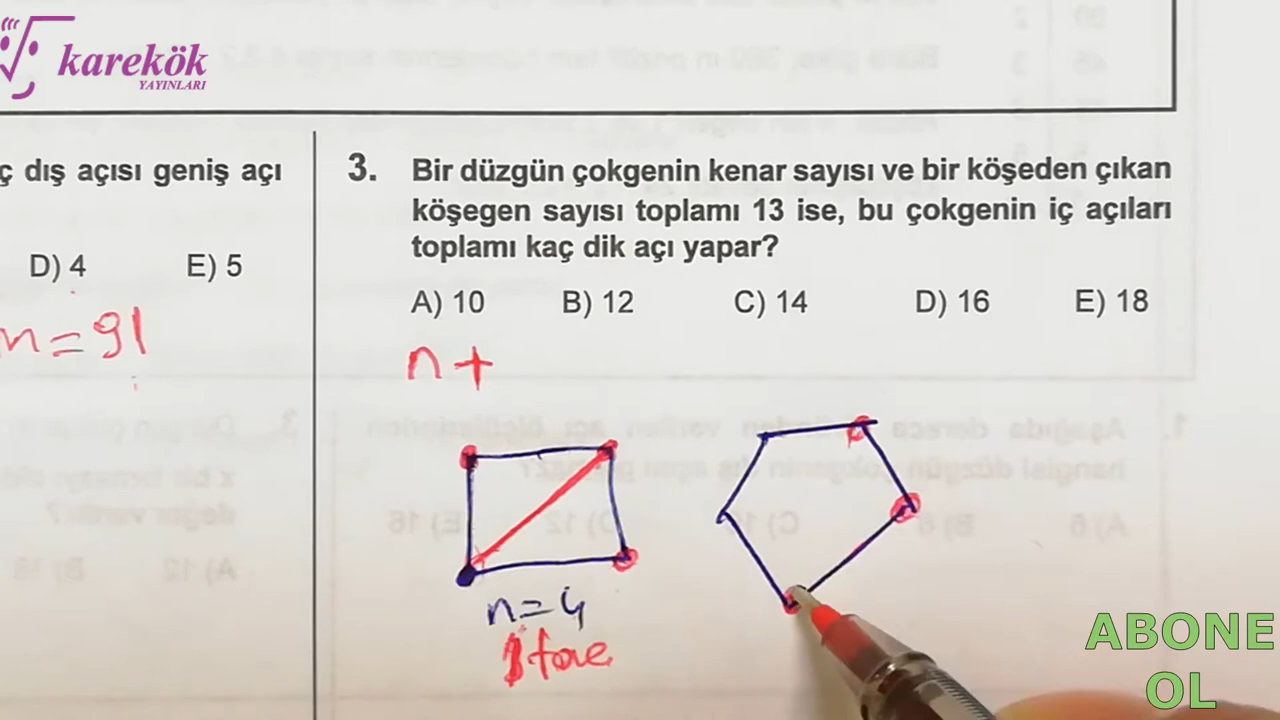 karekök
YAYINLARI
ç dış açısı geniş açı
D) 4 E) 5
n=91
3. Bir düzgün çokgenin kenar sayısı ve bir köşeden çıkan
köşegen sayısı toplamı 13 ise, bu çokgenin iç açıları
toplamı kaç dik açı yapar?
A) 10 B) 12 C) 14 D) 16 E) 18
n+
n=4
1 tane
ABONE
OL